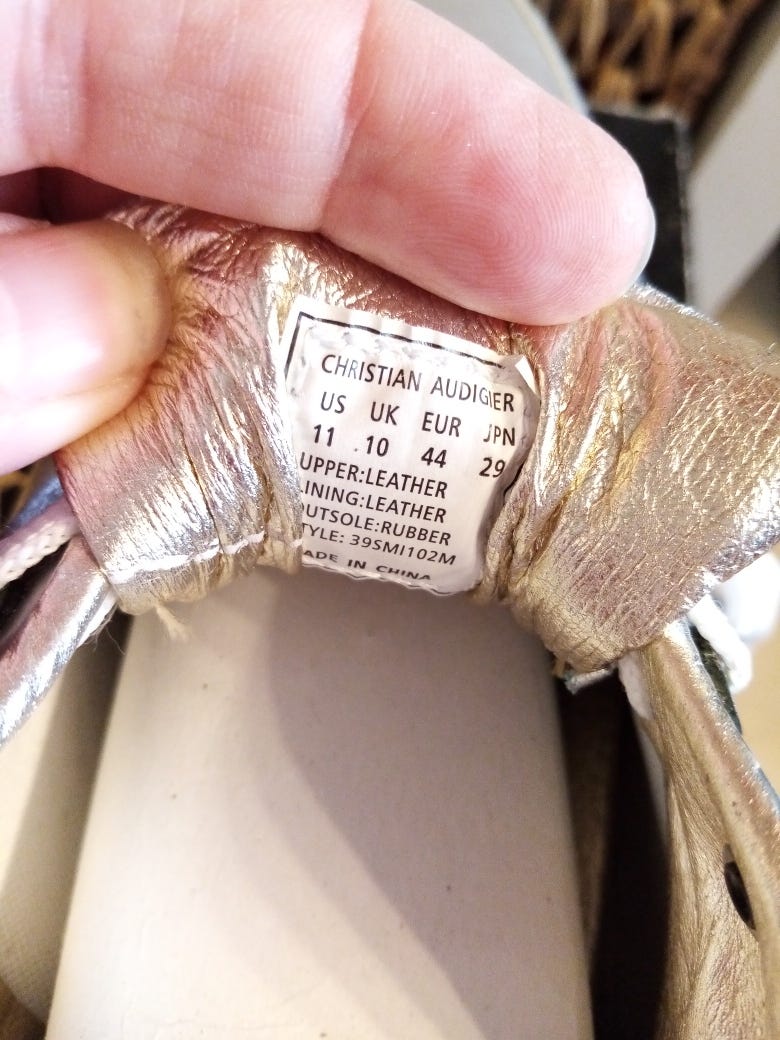 CHRISTIAN AUDIGIER
US UK EUR JPN
11 10 44 29
UPPER:LEATHER
INING:LEATHER
UTSOLE:RUBBER
TYLE: 39SMI102M
ADE IN CHINA